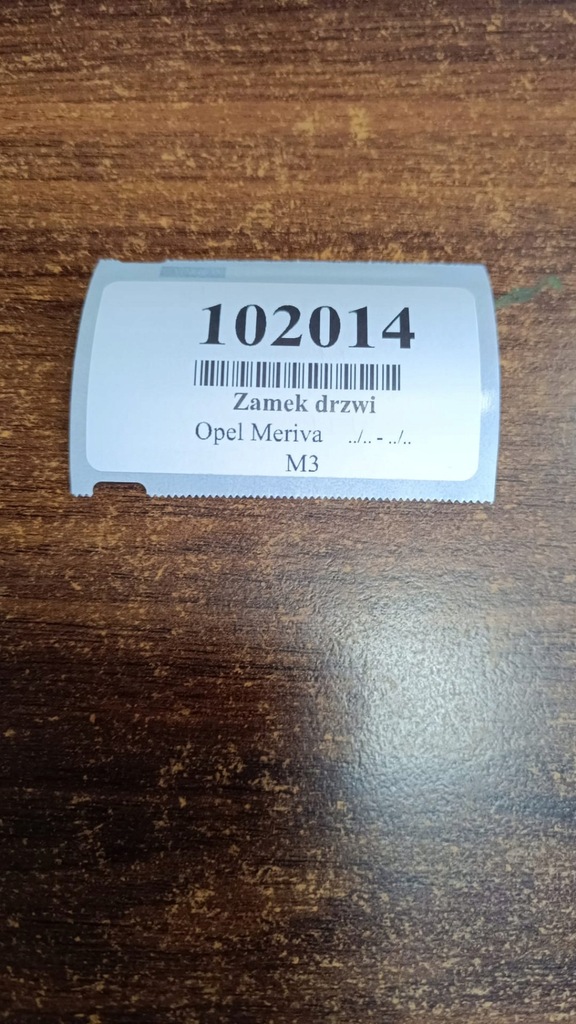 102014
Zamek drzwi
Opel Meriva ../.. - ../..
M3